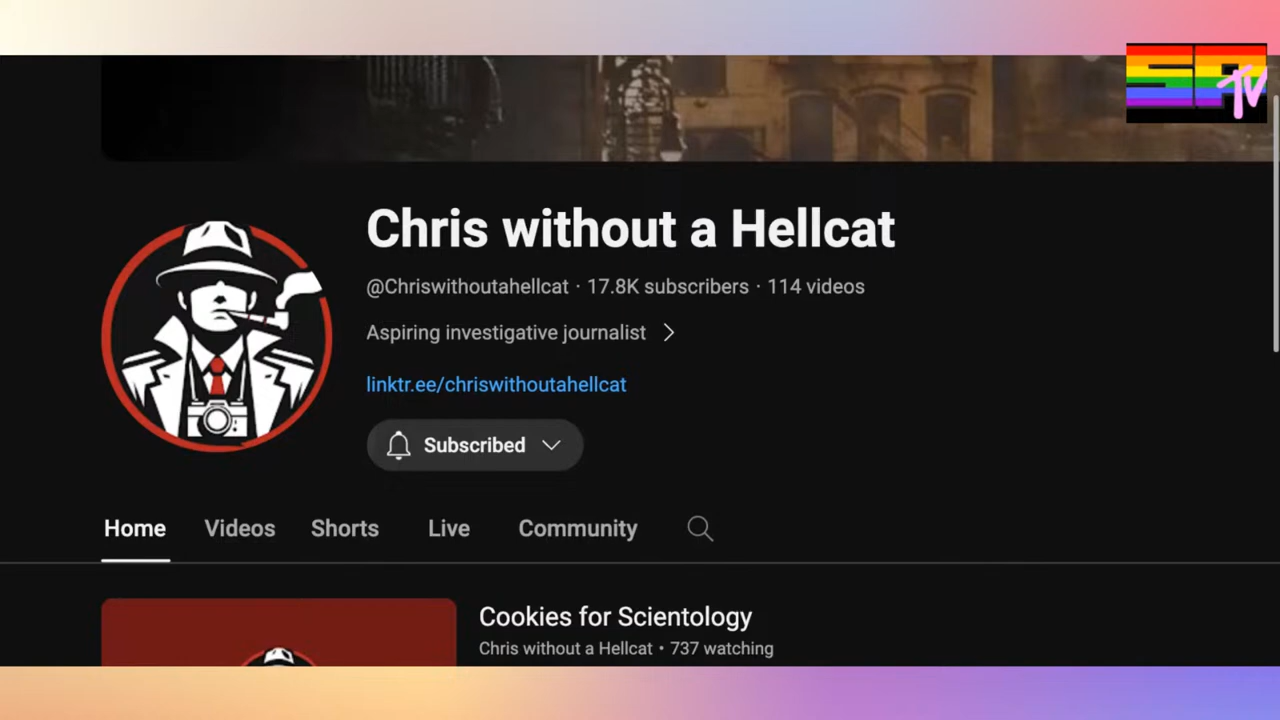 SPTV
Chris without a Hellcat
@Chriswithoutahellcat · 17.8K subscribers · 114 videos
Aspiring investigative journalist
linktr.ee/chriswithoutahellcat
Subscribed
Home Videos Shorts Live Community
Cookies for Scientology
Chris without a Hellcat • 737 watching